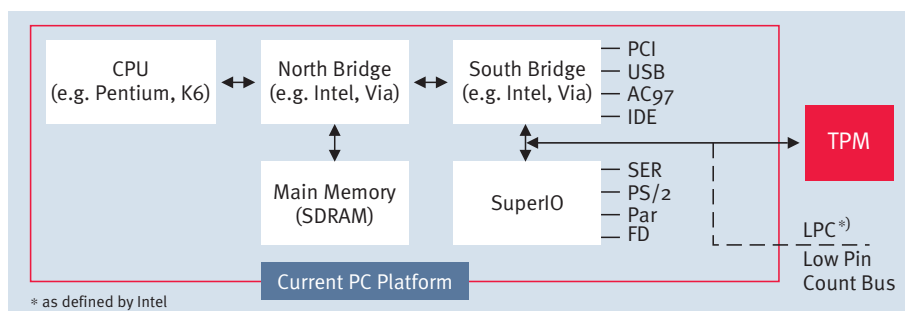 CPU
(e.g. Pentium, K6)
North Bridge
(e.g. Intel, Via)
South Bridge
(e.g. Intel, Via)
PCI
USB
AC97
IDE
TPM
Main Memory
(SDRAM)
SuperIO
SER
PS/2
Par
FD
LPC *)
Low Pin
Count Bus
Current PC Platform
* as defined by Intel